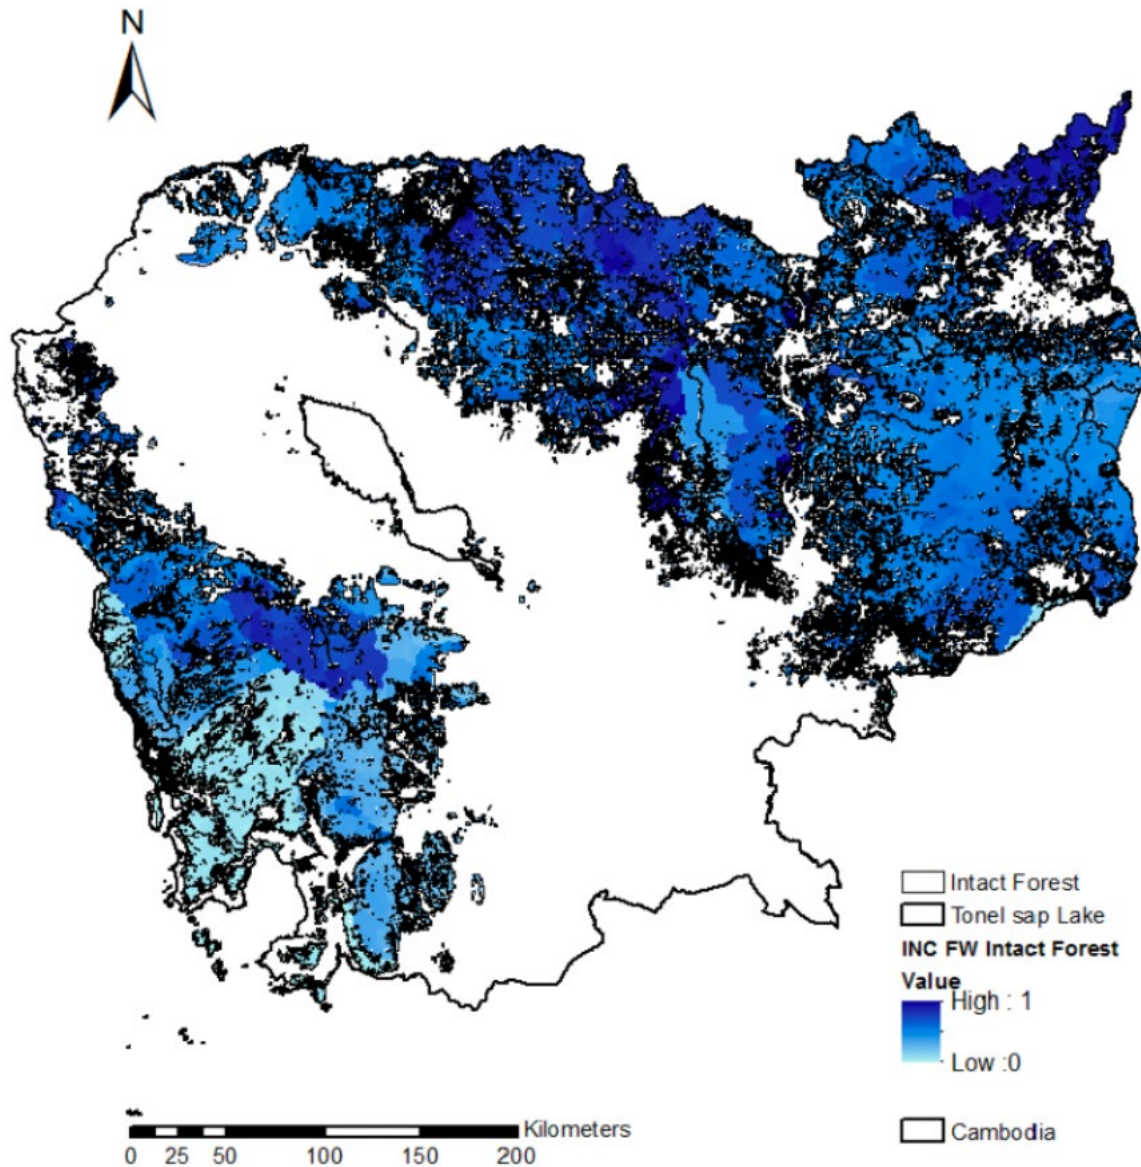 N
Intact Forest
Tonel sap Lake
INC FW Intact Forest
Value
High : 1
Low :0
Cambodia
Kilometers
0 25 50 100 150 200